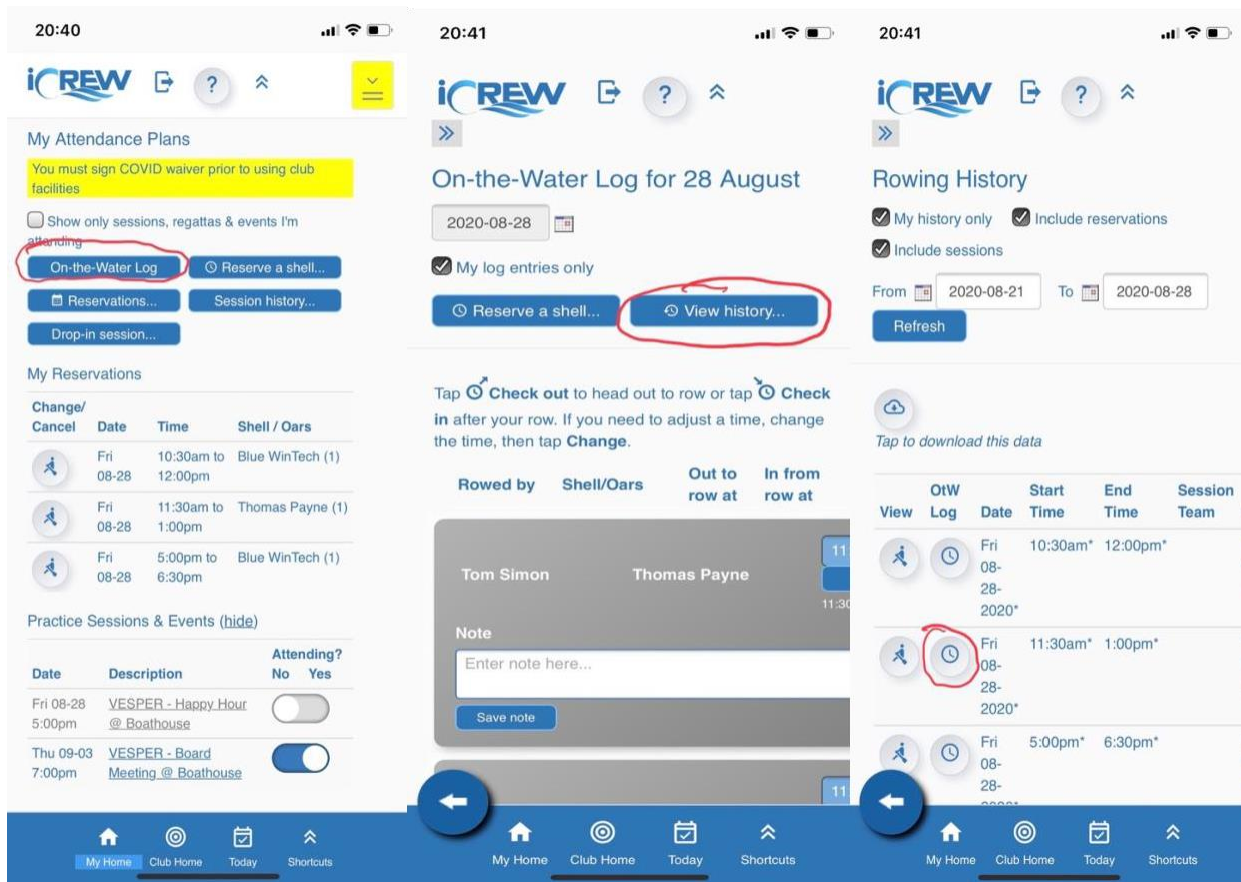 20:40
iCREW
?
My Attendance Plans
You must sign COVID waiver prior to using club
facilities
Show only sessions, regattas & events I'm
attending
On-the-Water Log
Reserve a shell...
Reservations...
Session history...
Drop-in session...
My Reservations
Change/
Cancel Date Time Shell / Oars
Fri 10:30am to Blue WinTech (1)
08-28 12:00pm
Fri 11:30am to Thomas Payne (1)
08-28 1:00pm
Fri 5:00pm to Blue WinTech (1)
08-28 6:30pm
Practice Sessions & Events (hide)
Attending?
Date Description No Yes
Fri 08-28 VESPER - Happy Hour
5:00pm @ Boathouse
Thu 09-03 VESPER - Board
7:00pm Meeting @ Boathouse
My Home Club Home Today Shortcuts
20:41
iCREW
?
On-the-Water Log for 28 August
2020-08-28
My log entries only
Reserve a shell...
View history...
Tap Check out to head out to row or tap Check
in after your row. If you need to adjust a time, change
the time, then tap Change.
Rowed by Shell/Oars Out to In from
row at row at
11
Tom Simon Thomas Payne
11:30
Note
Enter note here...
Save note
11
My Home Club Home Today Shortcuts
20:41
iCREW
?
Rowing History
My history only Include reservations
Include sessions
From 2020-08-21 To 2020-08-28
Refresh
Tap to download this data
OtW Start End Session
View Log Date Time Time Team
Fri 10:30am* 12:00pm*
08-
28-
2020*
Fri 11:30am* 1:00pm*
08-
28-
2020*
Fri 5:00pm* 6:30pm*
08-
28-
My Home Club Home Today Shortcuts